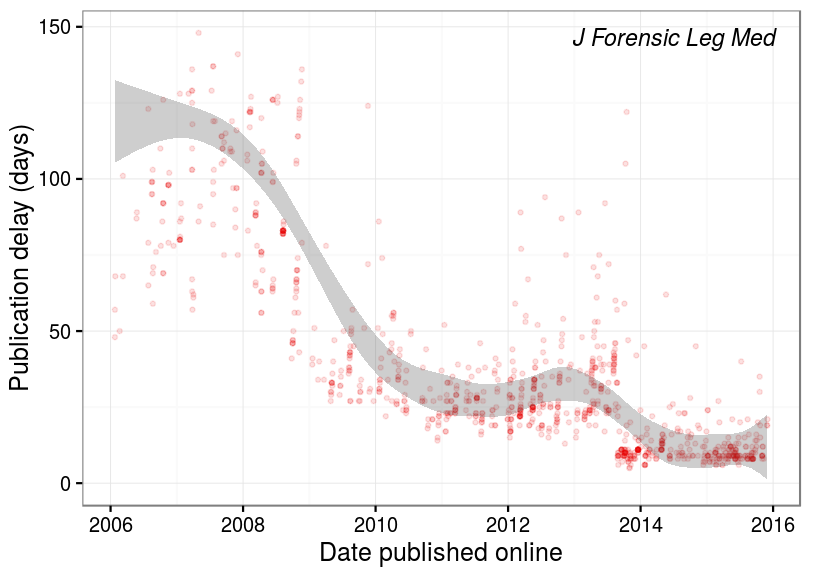 J Forensic Leg Med
150
100
50
0
Publication delay (days)
2006 2008 2010 2012 2014 2016
Date published online